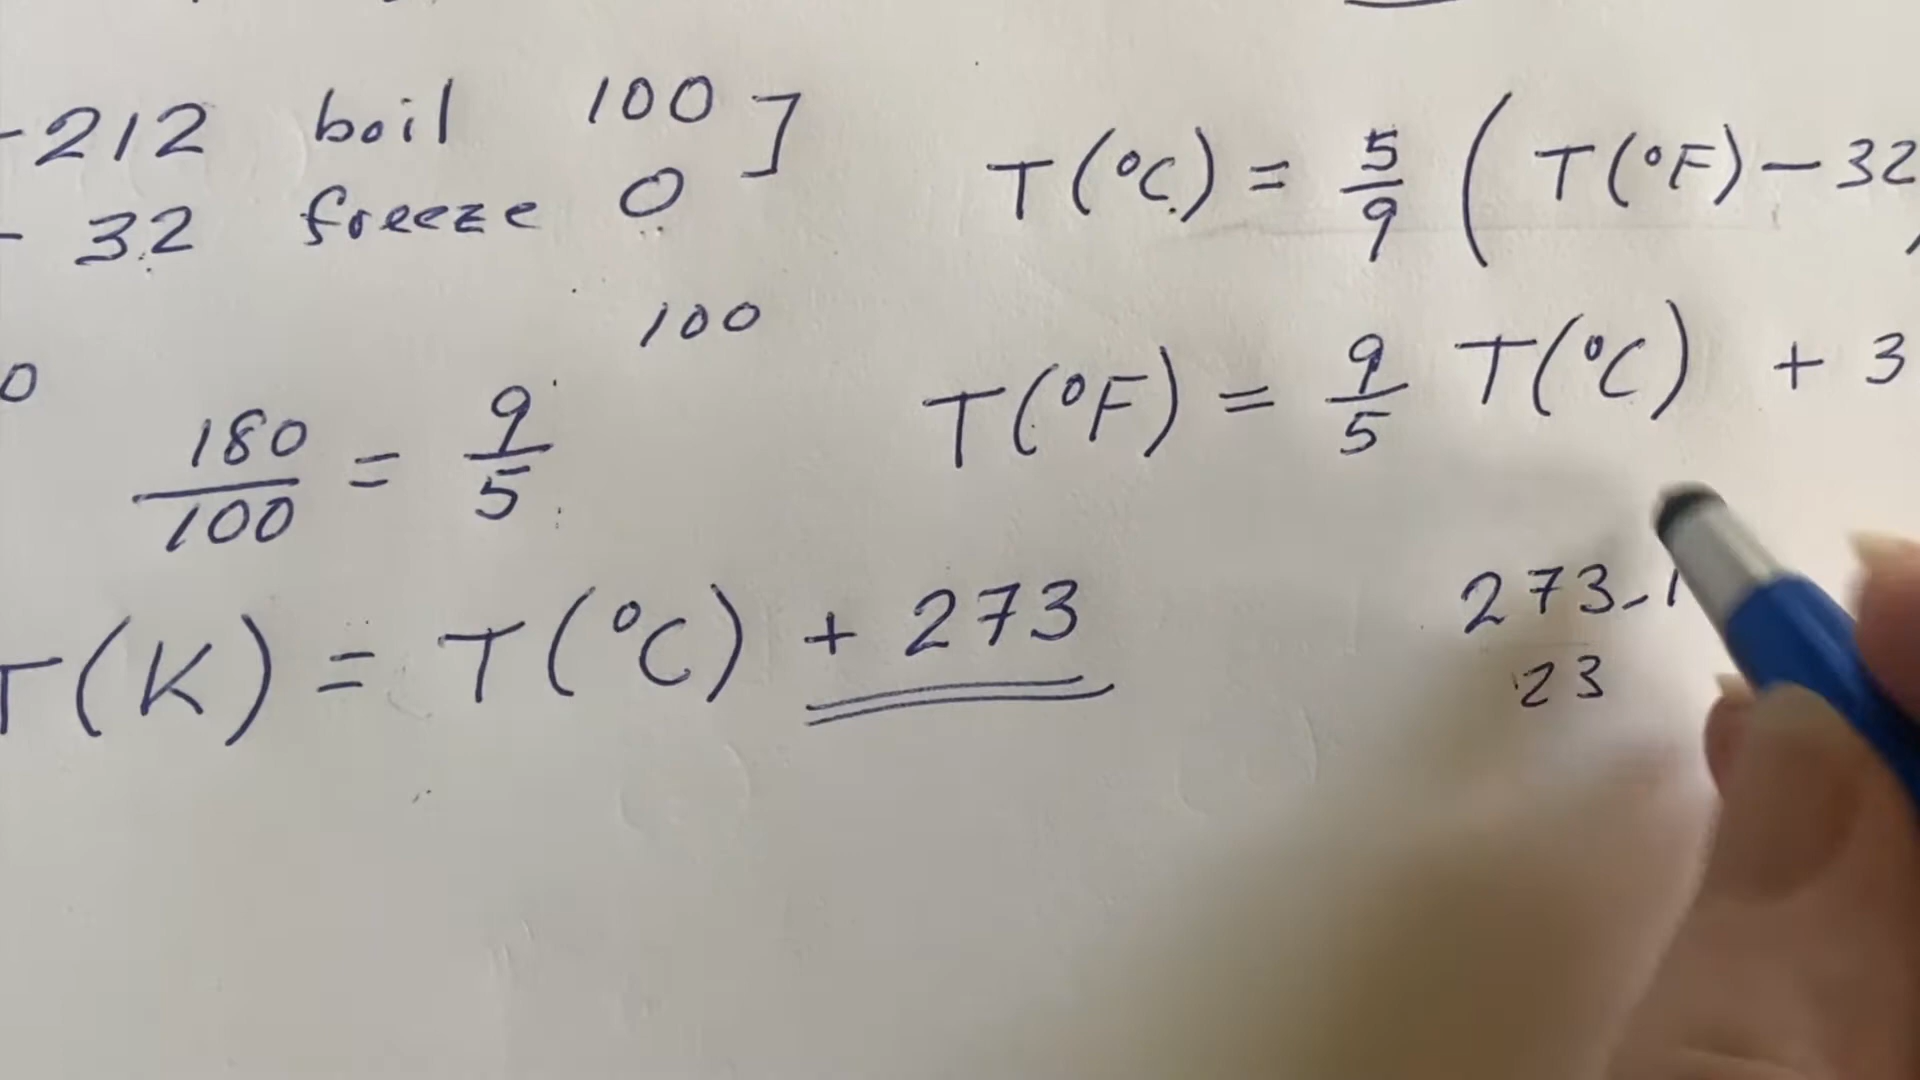 -212 boil 100]
- 32 freeze 0
100
0
180/100 = 9/5
T(K) = T(°C) + 273
T(°C) = 5/9 ( T(°F) - 32
T(°F) = 9/5 T(°C) + 3
273.1
23